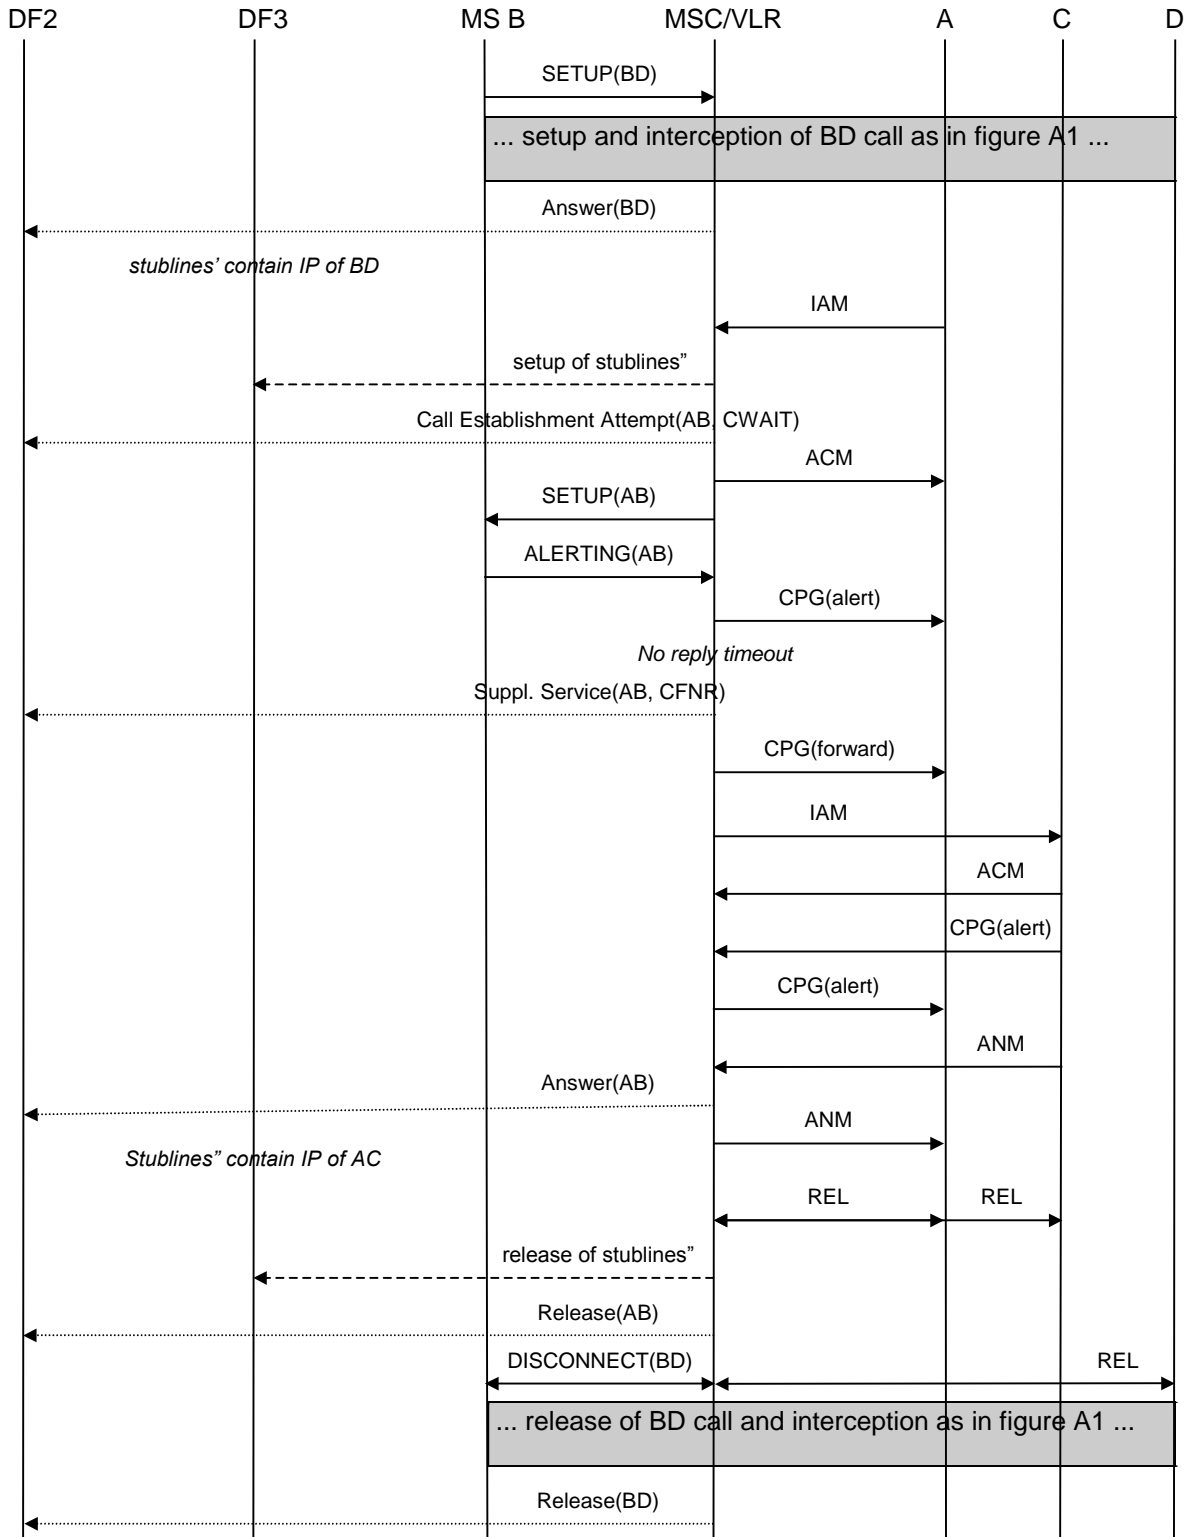 DF2 DF3 MS B MSC/VLR A C D
SETUP(BD)
... setup and interception of BD call as in figure A1 ...
Answer(BD)
stublines’ contain IP of BD
IAM
setup of stublines”
Call Establishment Attempt(AB, CWAIT)
ACM
SETUP(AB)
ALERTING(AB)
CPG(alert)
No reply timeout
Suppl. Service(AB, CFNR)
CPG(forward)
IAM
ACM
CPG(alert)
CPG(alert)
ANM
Answer(AB)
ANM
Stublines” contain IP of AC
REL REL
release of stublines”
Release(AB)
DISCONNECT(BD) REL
... release of BD call and interception as in figure A1 ...
Release(BD)